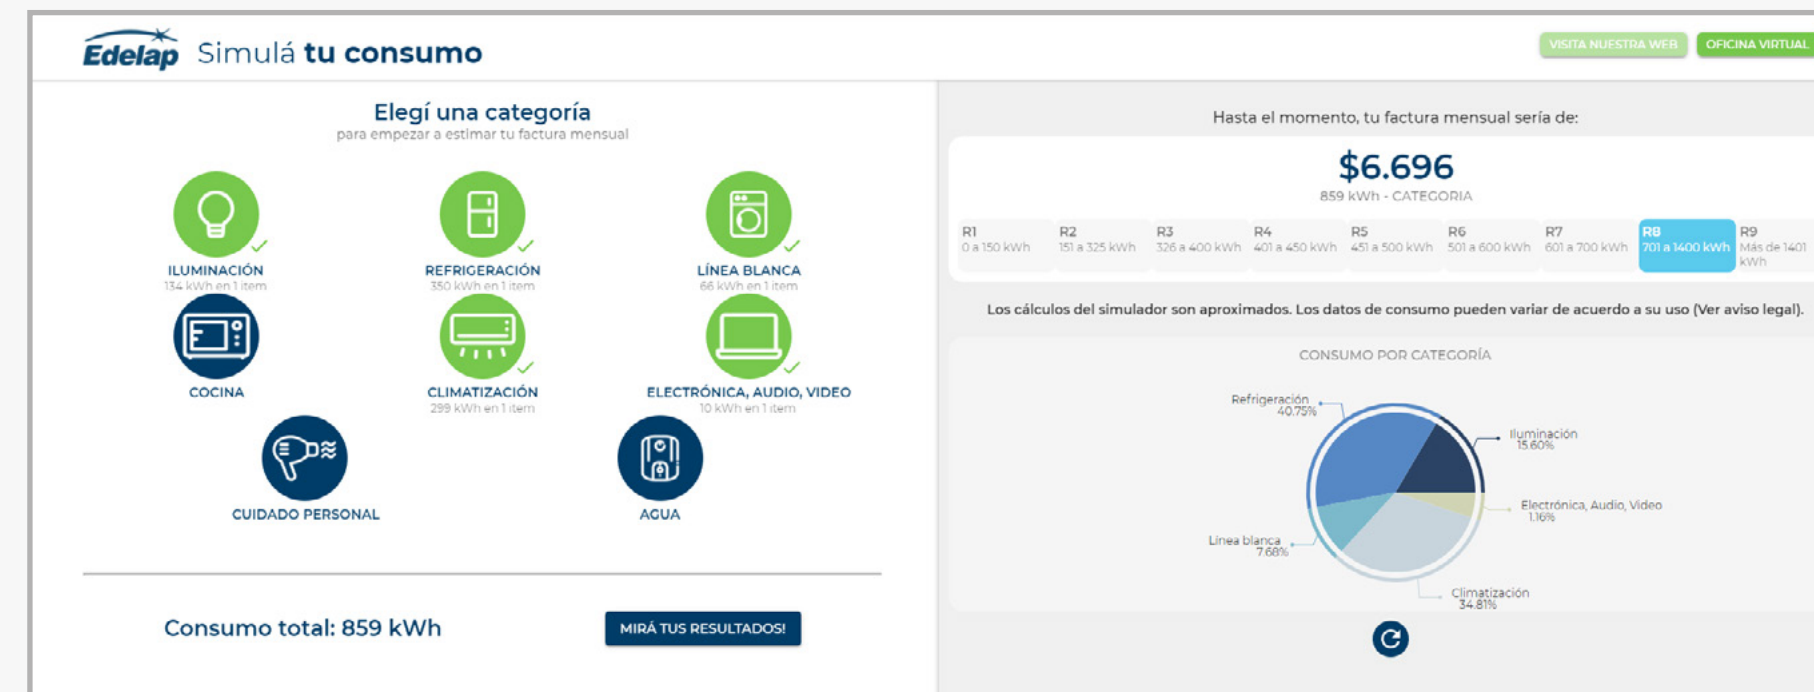 Edelap Simulá tu consumo
VISITA NUESTRA WEB
OFICINA VIRTUAL
Elegí una categoría
para empezar a estimar tu factura mensual
ILUMINACIÓN
134 kWh en 1 item
REFRIGERACIÓN
350 kWh en 1 item
LÍNEA BLANCA
66 kWh en 1 item
COCINA
CLIMATIZACIÓN
299 kWh en 1 item
ELECTRÓNICA, AUDIO, VIDEO
10 kWh en 1 item
CUIDADO PERSONAL
AGUA
Consumo total: 859 kWh
MIRÁ TUS RESULTADOS!
Hasta el momento, tu factura mensual sería de:
$6.696
859 kWh - CATEGORIA
R1
0 a 150 kWh
R2
151 a 325 kWh
R3
326 a 400 kWh
R4
401 a 450 kWh
R5
451 a 500 kWh
R6
501 a 600 kWh
R7
601 a 700 kWh
R8
701 a 1400 kWh
R9
Más de 1401
kWh
Los cálculos del simulador son aproximados. Los datos de consumo pueden variar de acuerdo a su uso (Ver aviso legal).
CONSUMO POR CATEGORÍA
Refrigeración
40.75%
Iluminación
15.60%
Electrónica, Audio, Video
1.16%
Línea blanca
7.68%
Climatización
34.81%